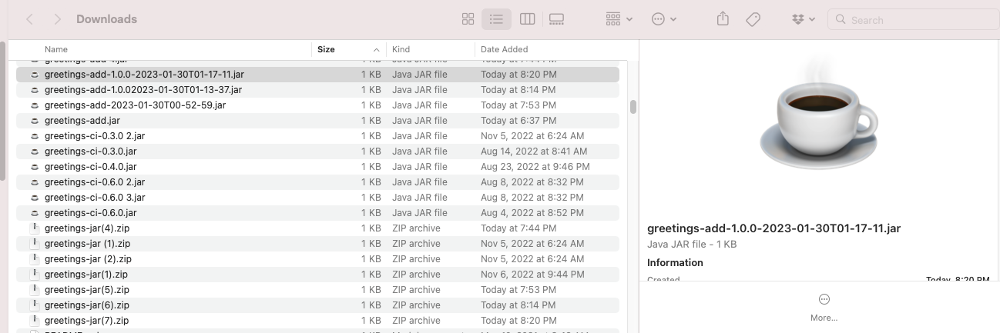 Downloads
Search
Name Size Kind Date Added
greetings-add-1.0.0-2023-01-30T01-17-11.jar 1 KB Java JAR file Today at 8:20 PM
greetings-add-1.0.02023-01-30T01-13-37.jar 1 KB Java JAR file Today at 8:14 PM
greetings-add-2023-01-30T00-52-59.jar 1 KB Java JAR file Today at 7:53 PM
greetings-add.jar 1 KB Java JAR file Today at 6:37 PM
greetings-ci-0.3.0 2.jar 1 KB Java JAR file Nov 5, 2022 at 6:24 AM
greetings-ci-0.3.0.jar 1 KB Java JAR file Aug 14, 2022 at 8:41 AM
greetings-ci-0.4.0.jar 1 KB Java JAR file Aug 23, 2022 at 9:46 PM
greetings-ci-0.6.0 2.jar 1 KB Java JAR file Aug 8, 2022 at 8:32 PM
greetings-ci-0.6.0 3.jar 1 KB Java JAR file Aug 8, 2022 at 8:32 PM
greetings-ci-0.6.0.jar 1 KB Java JAR file Aug 4, 2022 at 8:52 PM
greetings-jar(4).zip 1 KB ZIP archive Today at 7:44 PM
greetings-jar (1).zip 1 KB ZIP archive Nov 5, 2022 at 6:24 AM
greetings-jar (2).zip 1 KB ZIP archive Nov 5, 2022 at 6:24 AM
greetings-jar(1).zip 1 KB ZIP archive Nov 6, 2022 at 9:44 PM
greetings-jar(5).zip 1 KB ZIP archive Today at 7:53 PM
greetings-jar(6).zip 1 KB ZIP archive Today at 8:14 PM
greetings-jar(7).zip 1 KB ZIP archive Today at 8:20 PM
greetings-add-1.0.0-2023-01-30T01-17-11.jar
Java JAR file - 1 KB
Information
Created Today, 8:20 PM
More...